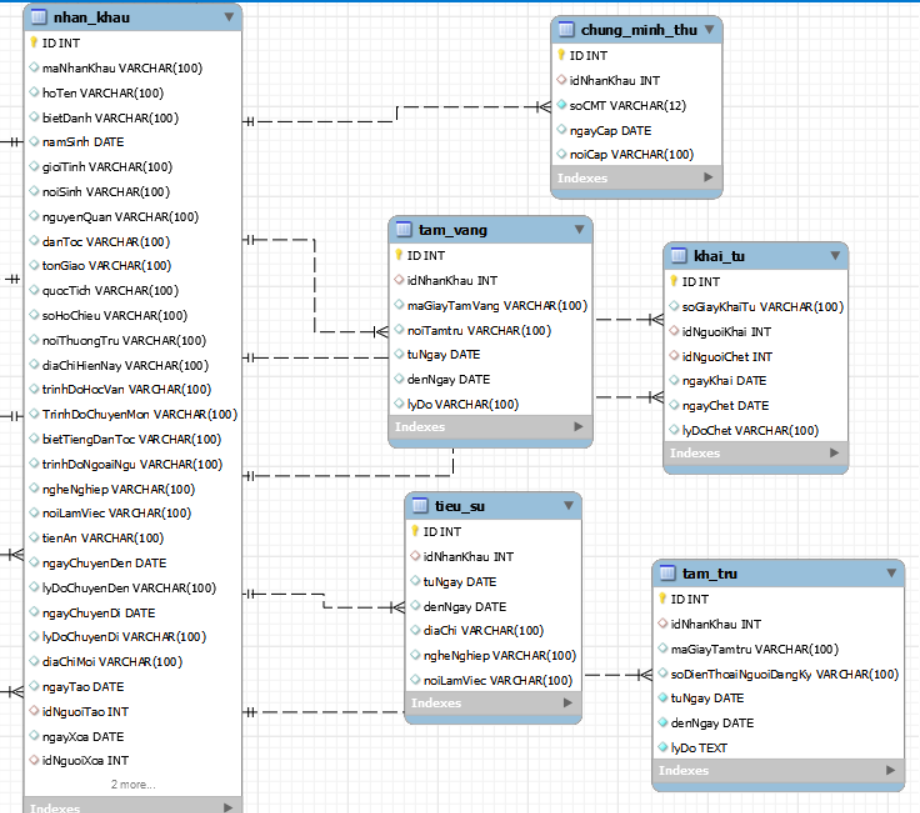 nhan_khau
ID INT
maNhanKhau VARCHAR(100)
hoTen VARCHAR(100)
bietDanh VARCHAR(100)
namSinh DATE
gioiTinh VARCHAR(100)
noiSinh VARCHAR(100)
nguyenQuan VARCHAR(100)
danToc VARCHAR(100)
tonGiao VARCHAR(100)
quocTich VARCHAR(100)
soHoChieu VARCHAR(100)
noiThuongTru VARCHAR(100)
diaChiHienNay VARCHAR(100)
trinhDoHocVan VARCHAR(100)
TrinhDoChuyenMon VARCHAR(100)
bietTiengDanToc VARCHAR(100)
trinhDoNgoaiNgu VARCHAR(100)
ngheNghiep VARCHAR(100)
noiLamViec VARCHAR(100)
tienAn VARCHAR(100)
ngayChuyenDen DATE
lyDoChuyenDen VARCHAR(100)
ngayChuyenDi DATE
lyDoChuyenDi VARCHAR(100)
diaChiMoi VARCHAR(100)
ngayTao DATE
idNguoiTao INT
ngayXoa DATE
idNguoiXoa INT
2 more...
Indexes
chung_minh_thu
ID INT
idNhanKhau INT
soCMT VARCHAR(12)
ngayCap DATE
noiCap VARCHAR(100)
Indexes
tam_vang
ID INT
idNhanKhau INT
maGiayTamVang VARCHAR(100)
noiTamtru VARCHAR(100)
tuNgay DATE
denNgay DATE
lyDo VARCHAR(100)
Indexes
khai_tu
ID INT
soGiayKhaiTu VARCHAR(100)
idNguoiKhai INT
idNguoiChet INT
ngayKhai DATE
ngayChet DATE
lyDoChet VARCHAR(100)
Indexes
tieu_su
ID INT
idNhanKhau INT
tuNgay DATE
denNgay DATE
diaChi VARCHAR(100)
ngheNghiep VARCHAR(100)
noiLamViec VARCHAR(100)
Indexes
tam_tru
ID INT
idNhanKhau INT
maGiayTamtru VARCHAR(100)
soDienThoaiNguoiDangKy VARCHAR(100)
tuNgay DATE
denNgay DATE
lyDo TEXT
Indexes